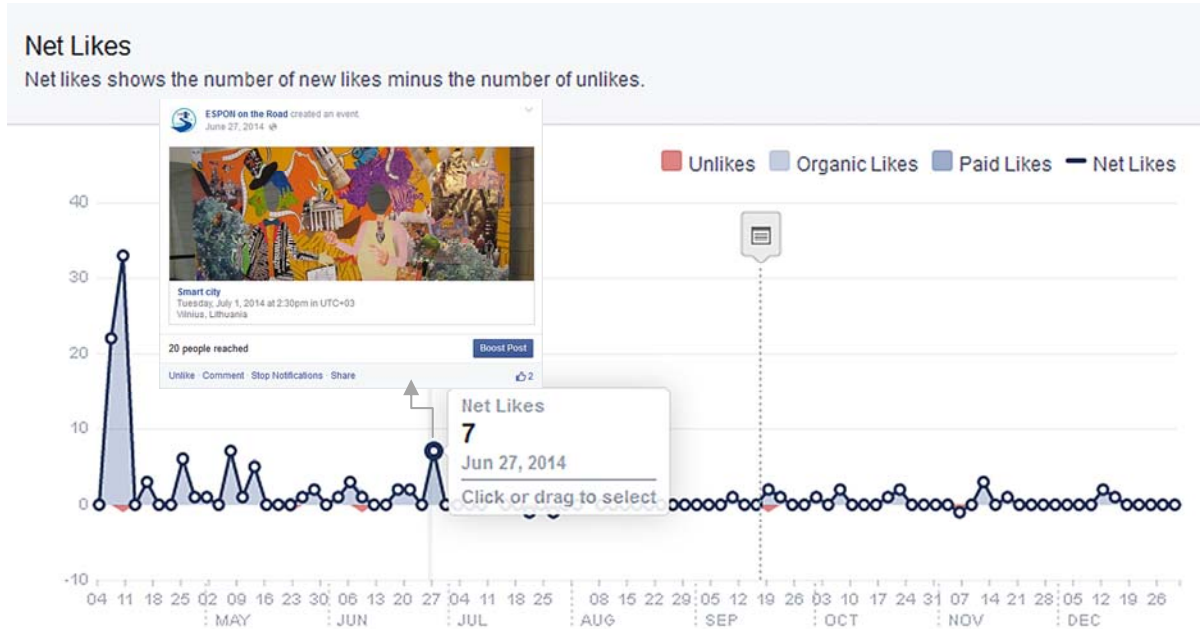 Net Likes
Net likes shows the number of new likes minus the number of unlikes.
ESPON on the Road created an event.
June 27, 2014
Unlikes Organic Likes Paid Likes Net Likes
Smart city
Tuesday, July 1, 2014 at 2:30pm in UTC+03
Vilnius, Lithuania
20 people reached
Boost Post
Unlike · Comment · Stop Notifications · Share
2
Net Likes
7
Jun 27, 2014
Click or drag to select
40
30
20
10
0
-10
04 11 18 25 02 09 16 23 30 06 13 20 27 04 11 18 25 08 15 22 29 05 12 19 26 03 10 17 24 31 07 14 21 28 05 12 19 26
MAY JUN JUL AUG SEP OCT NOV DEC